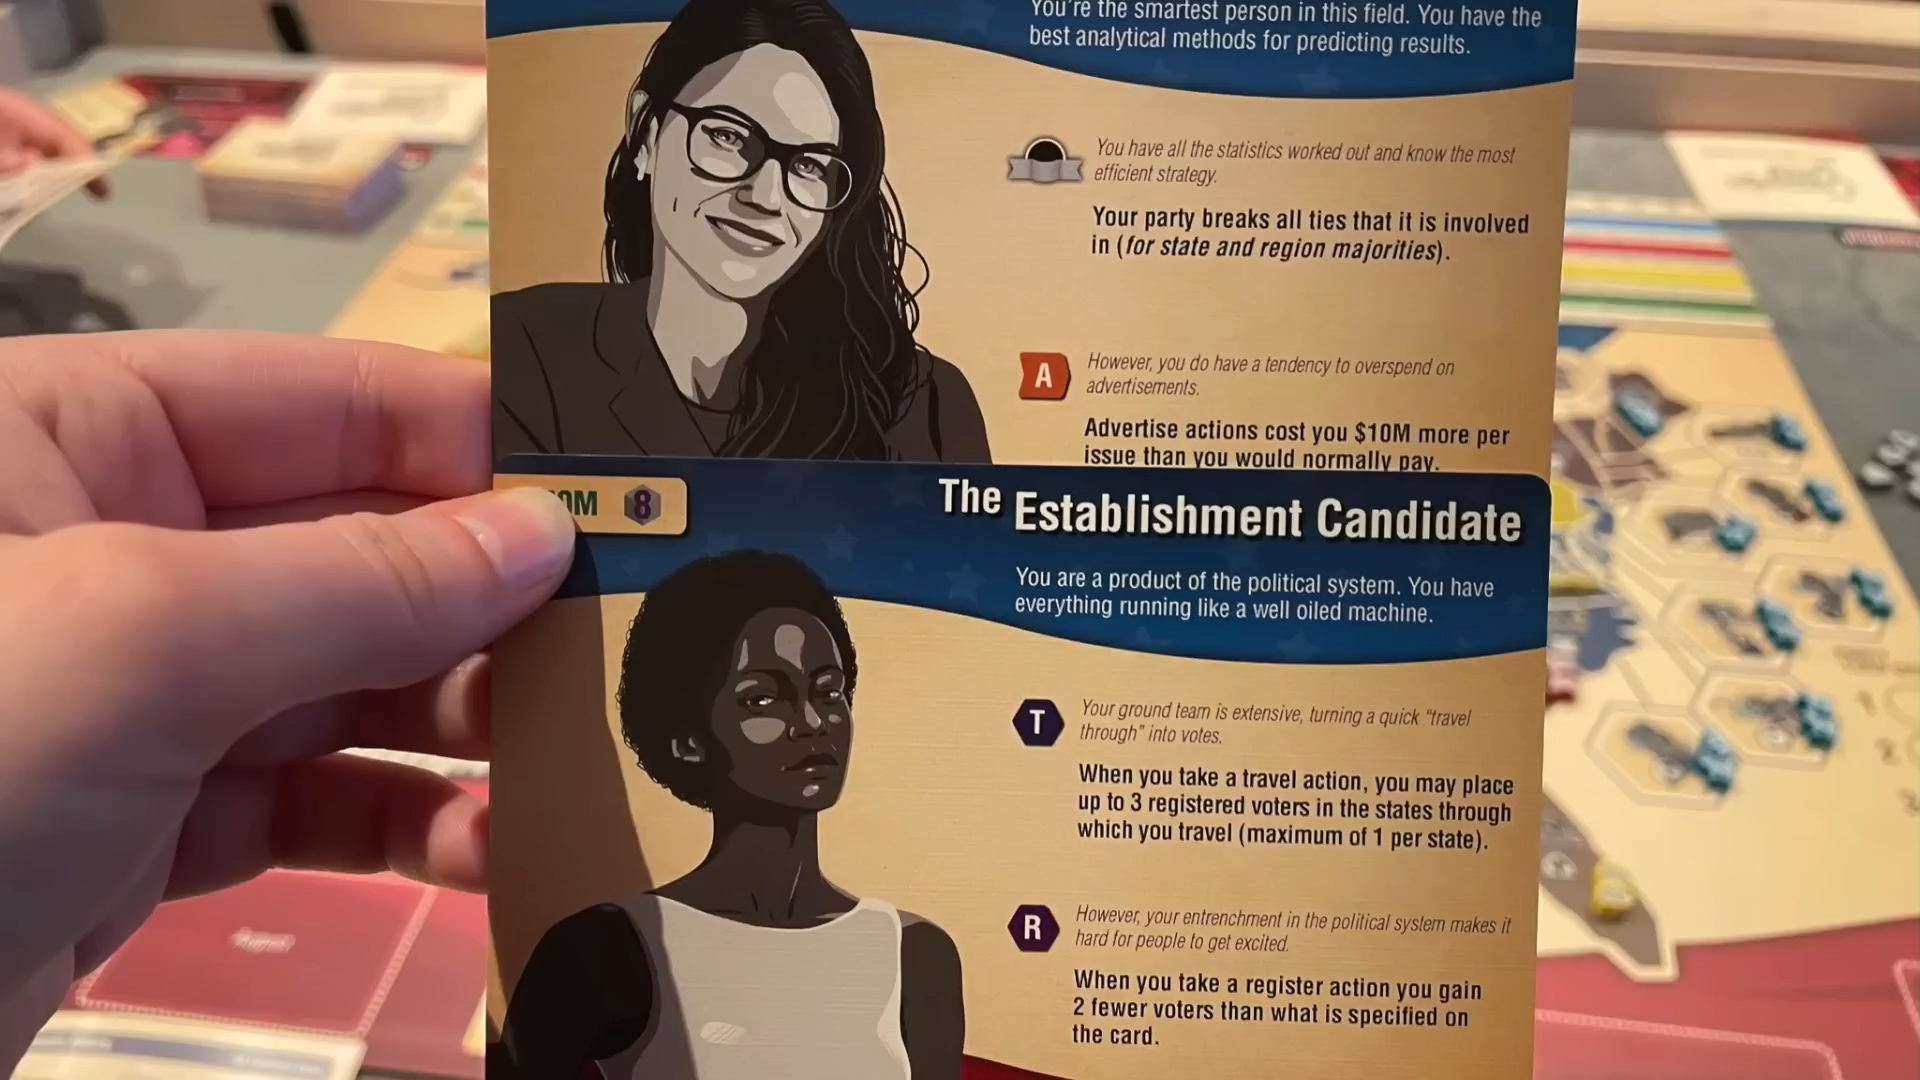 You're the smartest person in this field. You have the
best analytical methods for predicting results.
You have all the statistics worked out and know the most
efficient strategy.
Your party breaks all ties that it is involved
in (for state and region majorities).
A
However, you do have a tendency to overspend on
advertisements.
Advertise actions cost you $10M more per
issue than you would normally pay.
8
The Establishment Candidate
You are a product of the political system. You have
everything running like a well oiled machine.
T
Your ground team is extensive, turning a quick "travel
through" into votes.
When you take a travel action, you may place
up to 3 registered voters in the states through
which you travel (maximum of 1 per state).
R
However, your entrenchment in the political system makes it
hard for people to get excited.
When you take a register action you gain
2 fewer voters than what is specified on
the card.